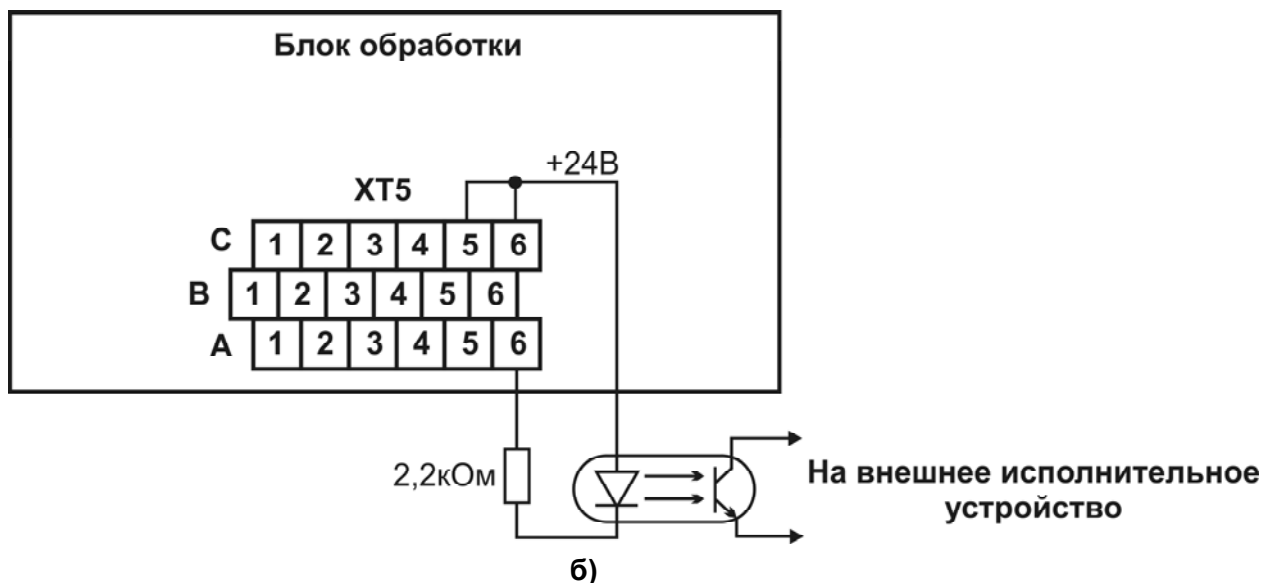 Блок обработки
+24В
XT5
C 1 2 3 4 5 6
B 1 2 3 4 5 6
A 1 2 3 4 5 6
2,2кОм
На внешнее исполнительное
устройство
б)